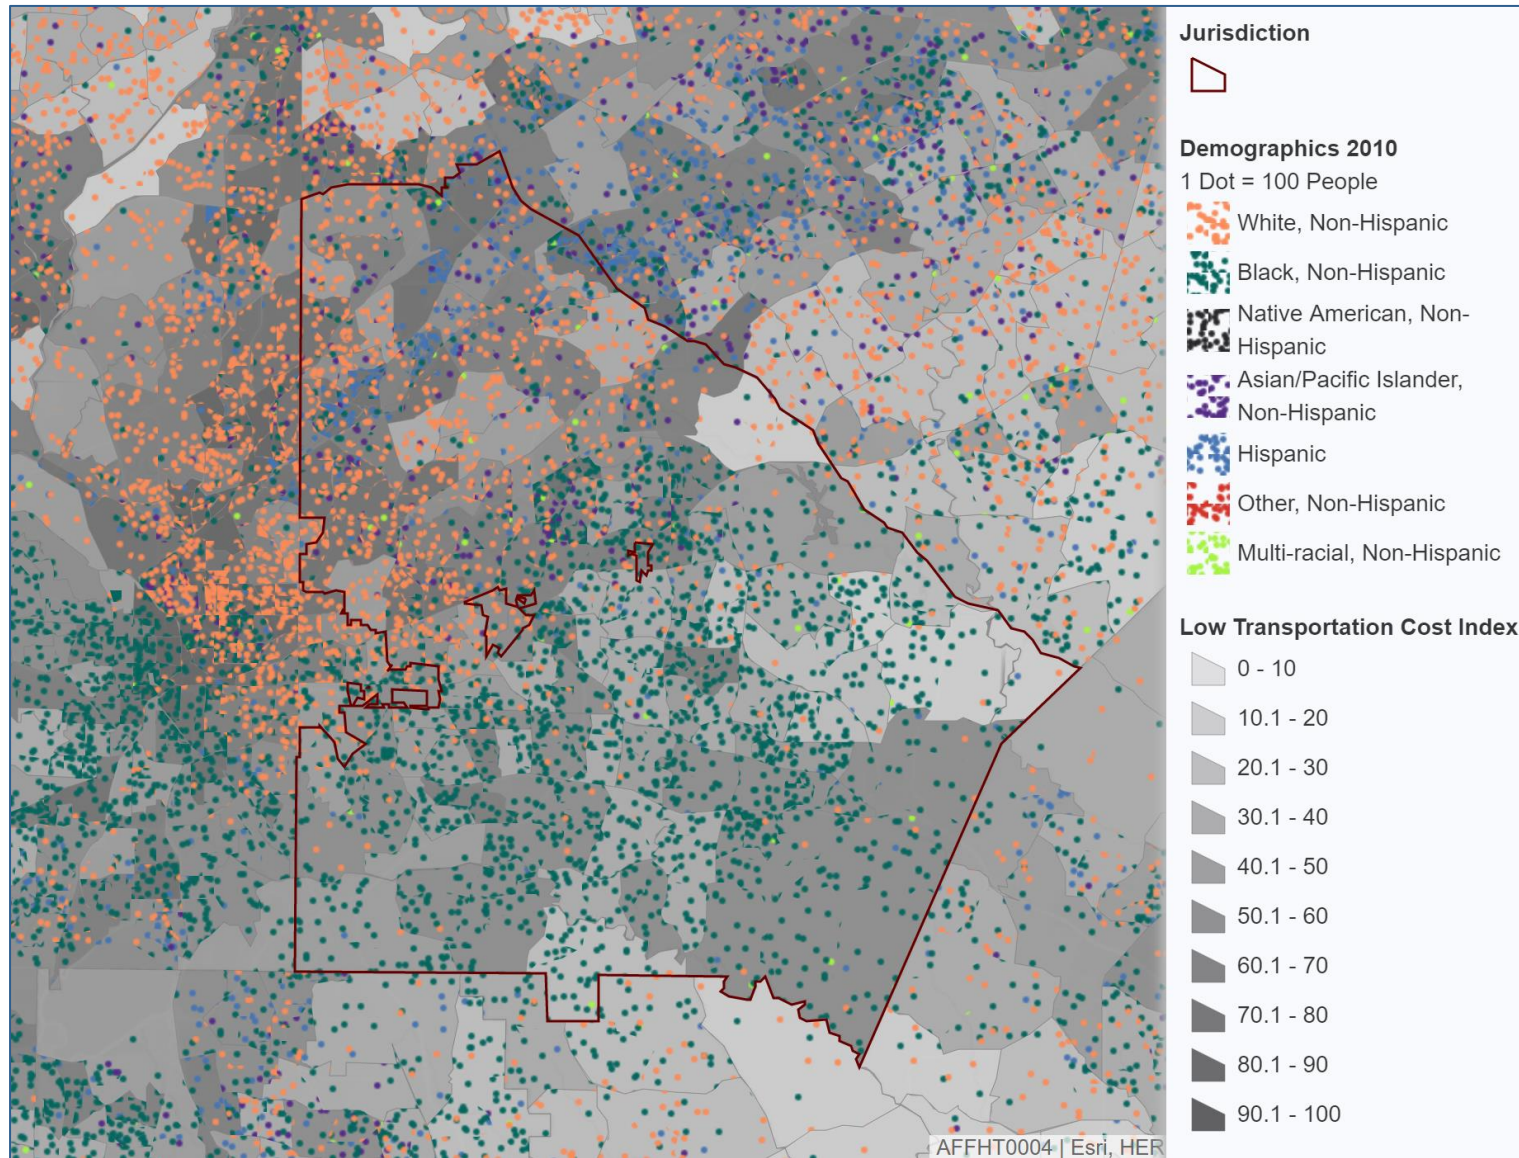 Jurisdiction
Demographics 2010
1 Dot = 100 People
White, Non-Hispanic
Black, Non-Hispanic
Native American, Non-
Hispanic
Asian/Pacific Islander,
Non-Hispanic
Hispanic
Other, Non-Hispanic
Multi-racial, Non-Hispanic
Low Transportation Cost Index
0 - 10
10.1 - 20
20.1 - 30
30.1 - 40
40.1 - 50
50.1 - 60
60.1 - 70
70.1 - 80
80.1 - 90
90.1 - 100
AFFHT0004 | Esri, HER